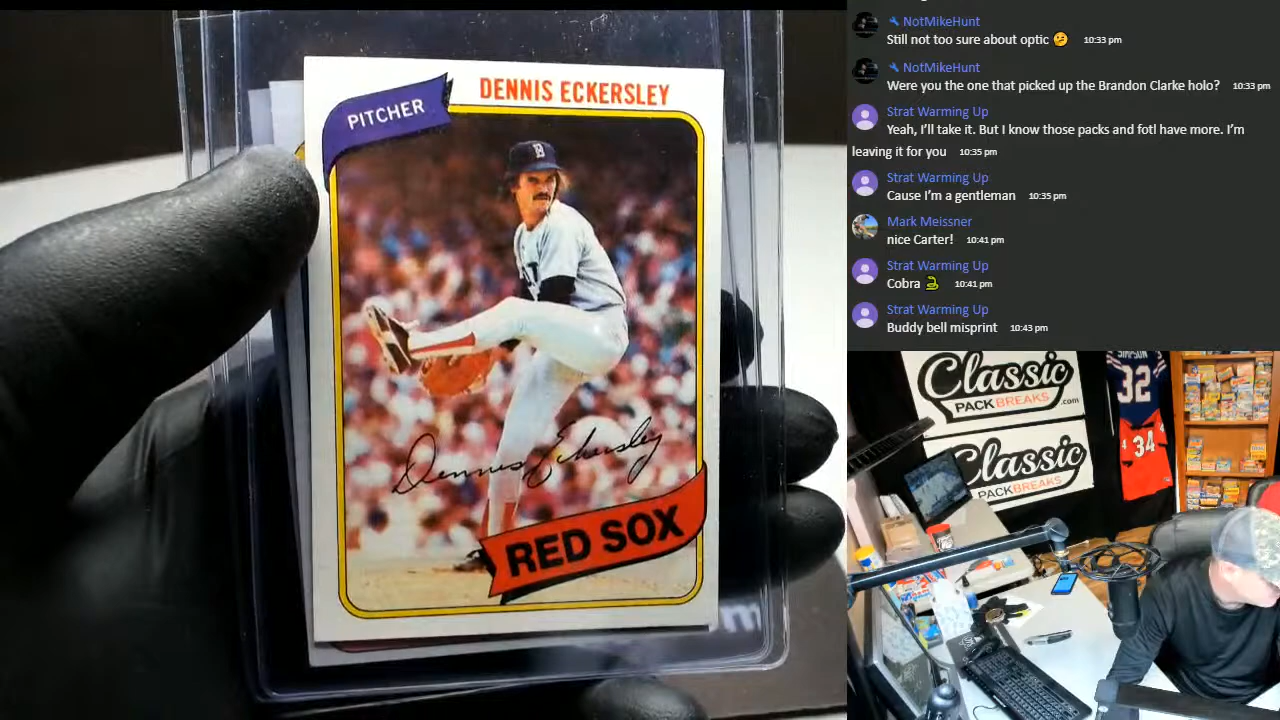 PITCHER
DENNIS ECKERSLEY
Dennis Eckersley
RED SOX
NotMikeHunt
Still not too sure about optic 🤔 10:33 pm
NotMikeHunt
Were you the one that picked up the Brandon Clarke holo? 10:33 pm
Strat Warming Up
Yeah, I'll take it. But I know those packs and fotl have more. I'm
leaving it for you 10:35 pm
Strat Warming Up
Cause I'm a gentleman 10:35 pm
Mark Meissner
nice Carter! 10:41 pm
Strat Warming Up
Cobra 🐍 10:41 pm
Strat Warming Up
Buddy bell misprint 10:43 pm
Classic
PACKBREAKS.com
Classic
PACKBREAKS
SIMPSON
32
34